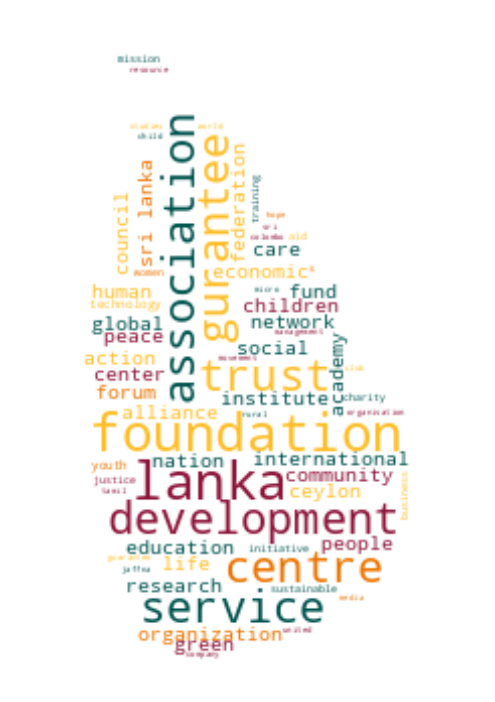 mission
resource
student
world
child
association
gurantee
federation
sri lanka
council
training
hope
sri
colombo
aid
care
women
economic
human
micro
fund
technology
children
global
network
peace
management
social
action
movement
center
trust
club
academy
forum
institute
charity
alliance
rural
organisation
foundation
nation
international
youth
lanka
community
justice
ceylon
tamil
business
development
education
initiative
people
guarantee
life
centre
jaffna
research
sustainable
service
media
organization
united
green
company